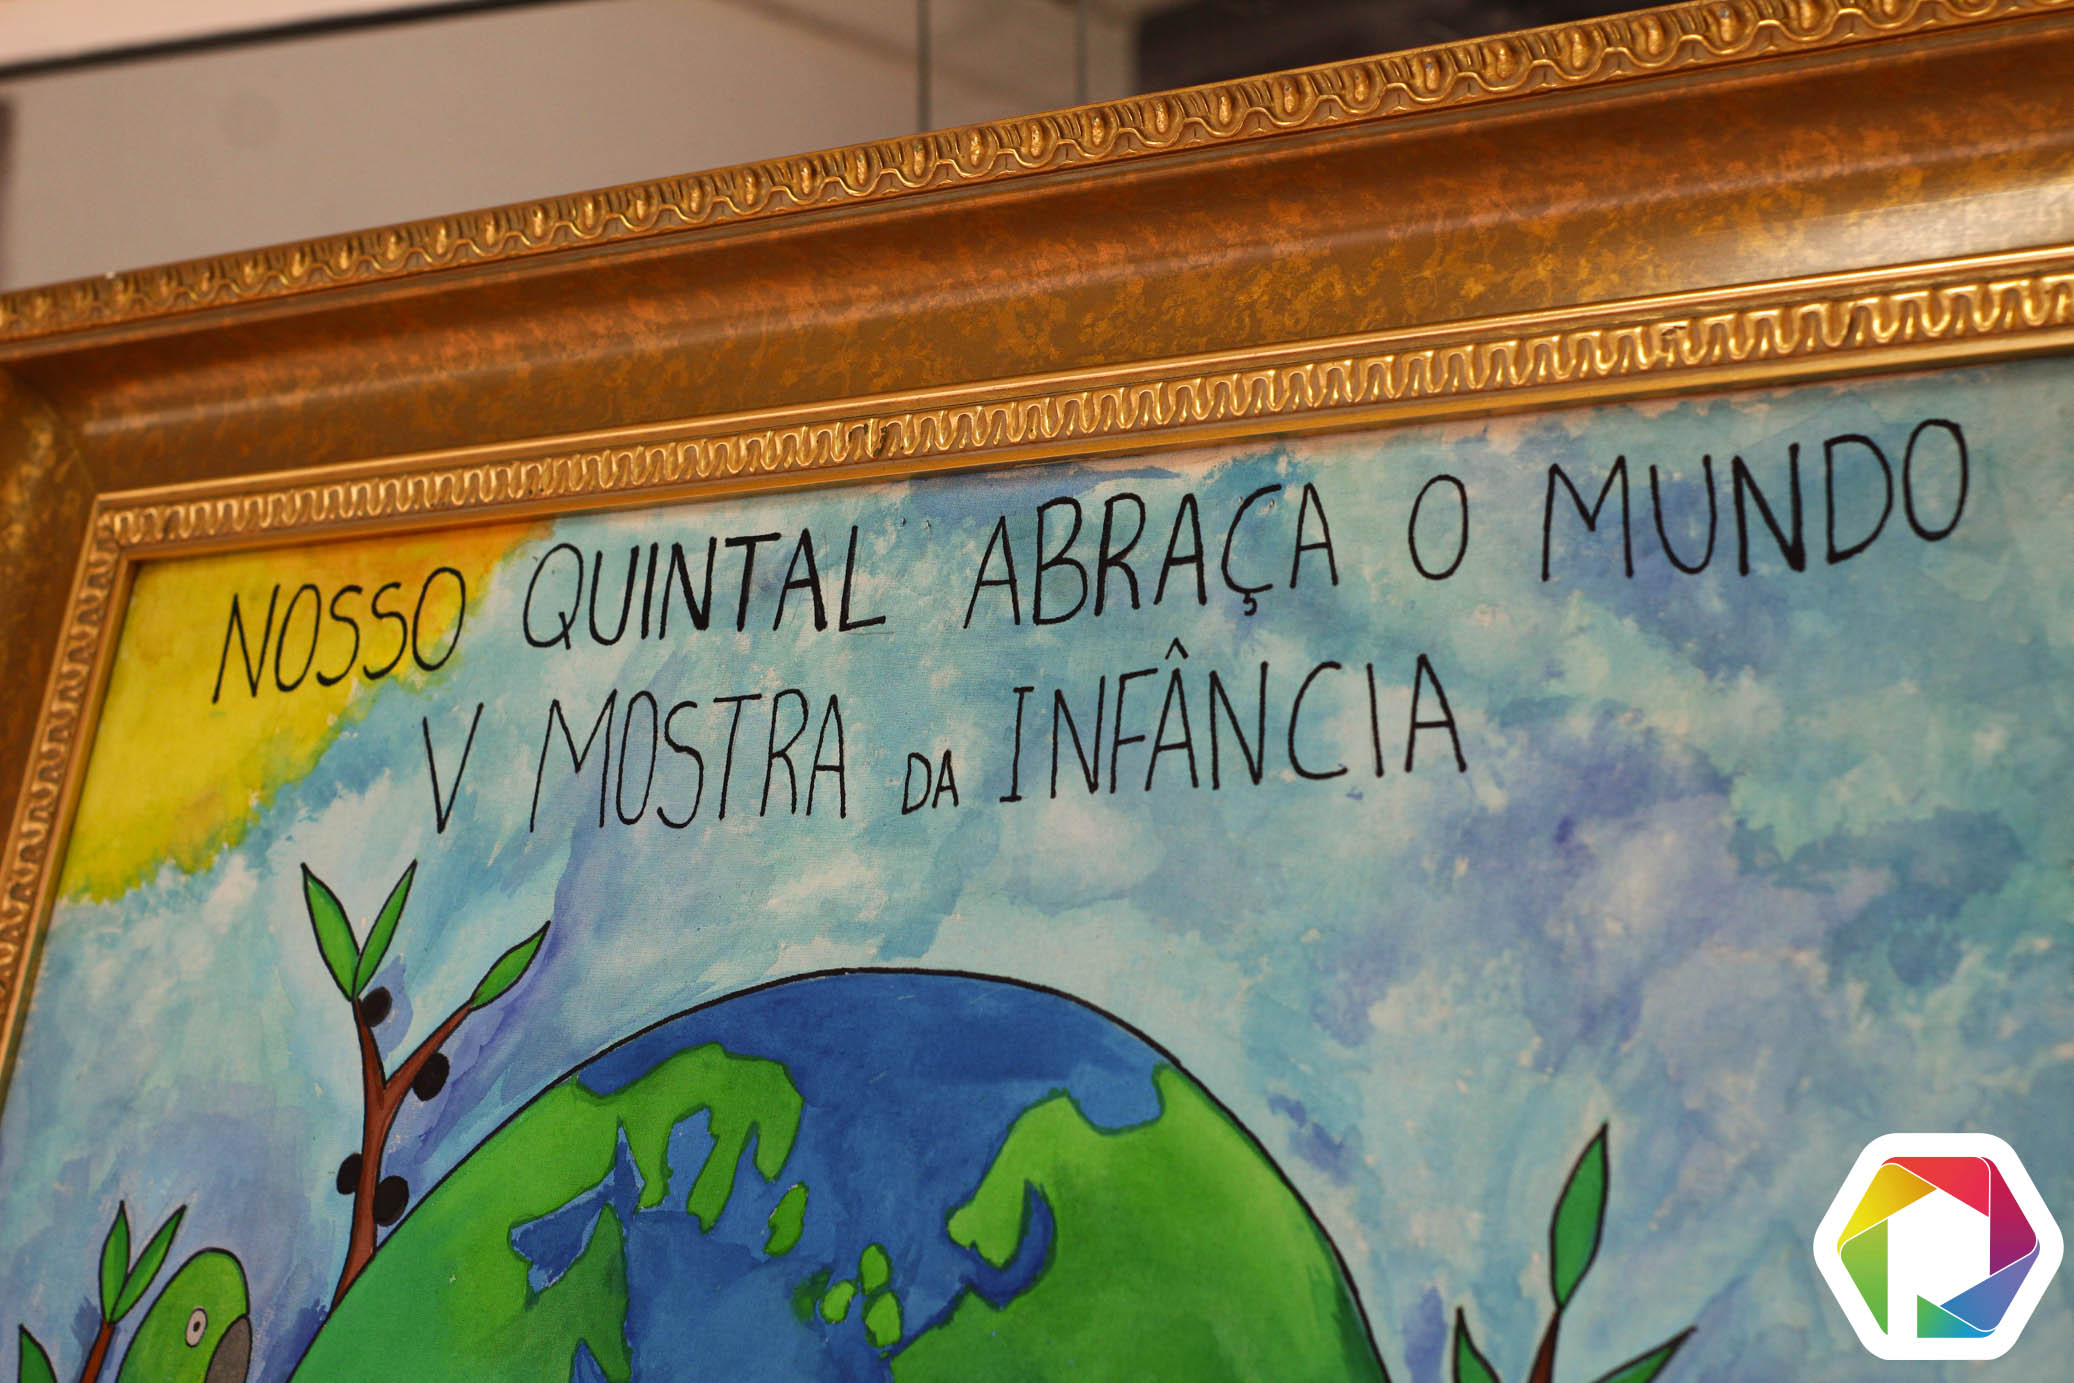 NOSSO QUINTAL ABRAÇA O MUNDO
V MOSTRA DA INFÂNCIA